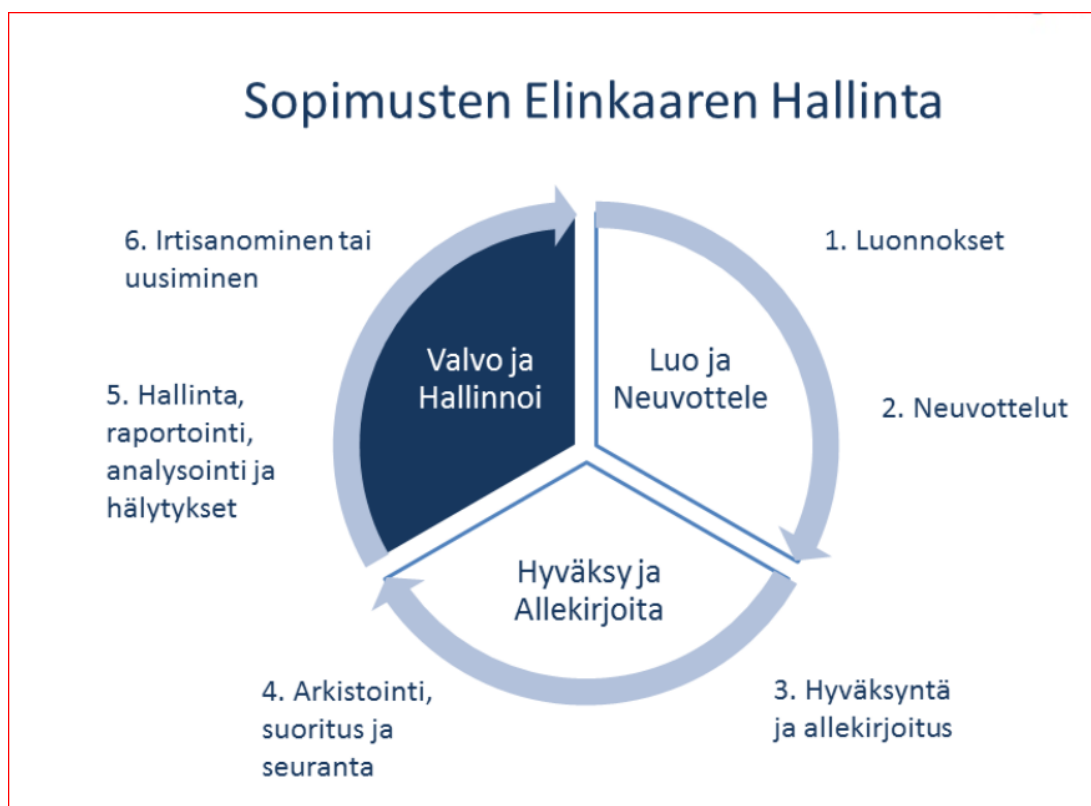 Sopimusten Elinkaaren Hallinta
6. Irtisanominen tai
uusiminen
1. Luonnokset
Valvo ja
Hallinnoi
Luo ja
Neuvottele
5. Hallinta,
raportointi,
analysointi ja
hälytykset
2. Neuvottelut
Hyväksy ja
Allekirjoita
4. Arkistointi,
suoritus ja
seuranta
3. Hyväksyntä
ja allekirjoitus